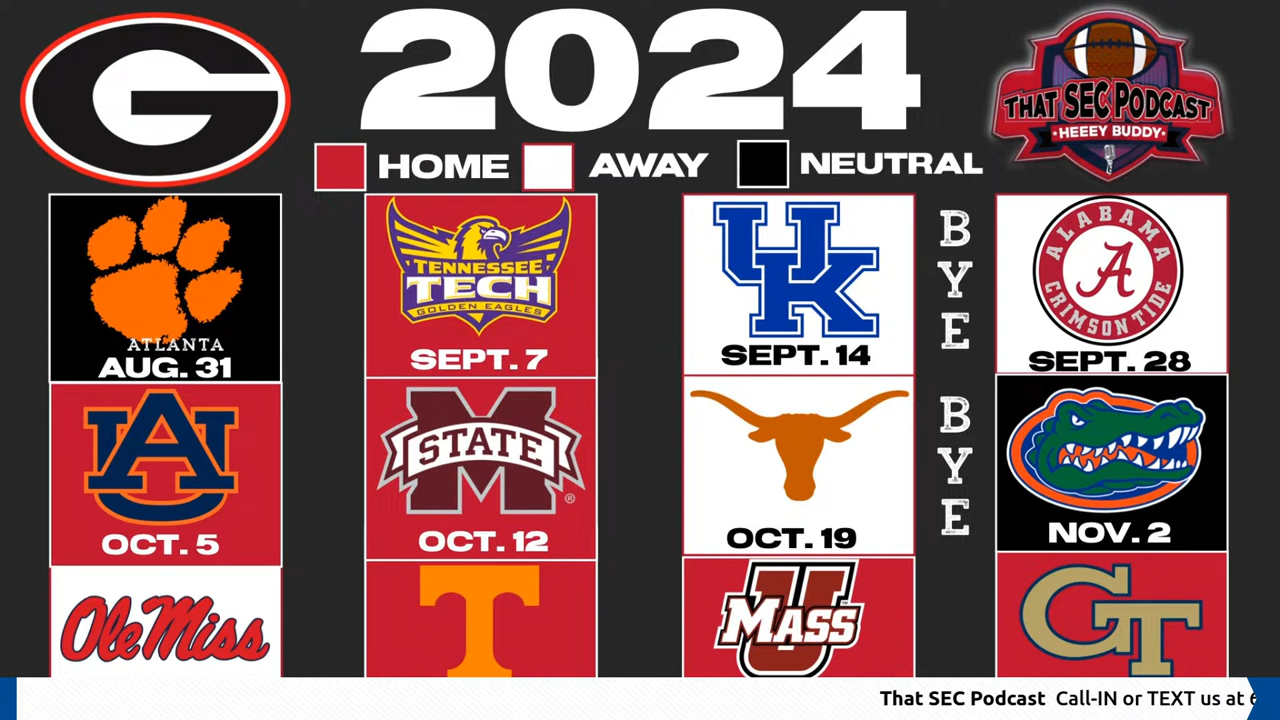 G
2024
THAT SEC PODCAST
•HEEEY BUDDY•
HOME AWAY NEUTRAL
ATLANTA
AUG. 31
TENNESSEE
TECH
GOLDEN EAGLES
SEPT. 7
UK
SEPT. 14
BYE
ALABAMA
A
CRIMSON TIDE
SEPT. 28
AU
OCT. 5
M
STATE
®
OCT. 12
OCT. 19
BYE
NOV. 2
Ole Miss
T
U
MASS
GT
That SEC Podcast Call-IN or TEXT us at